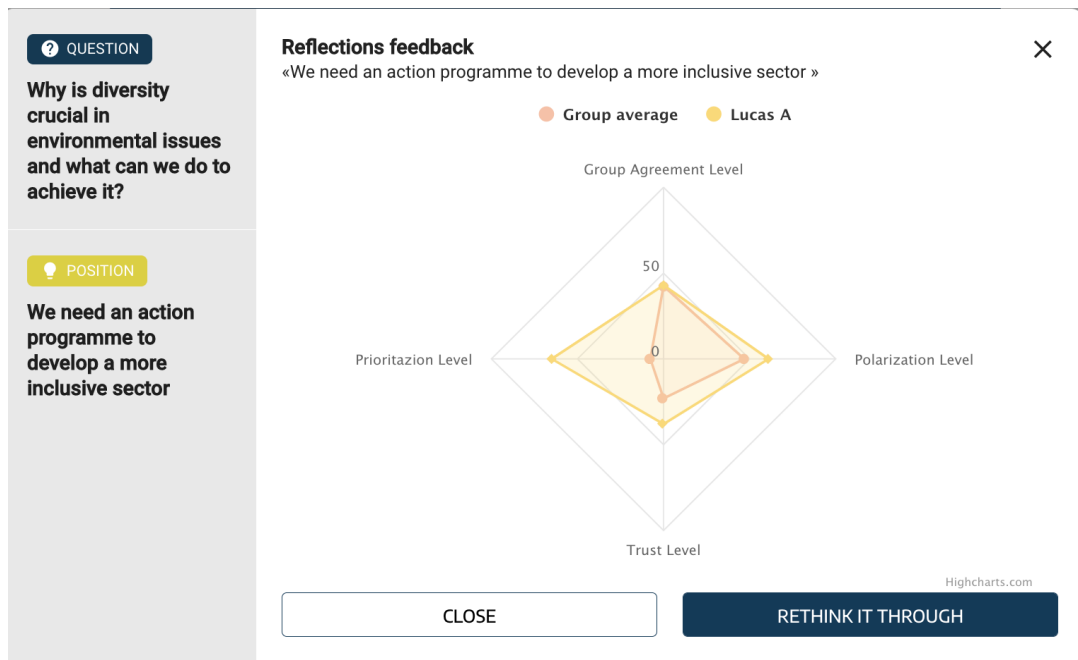 QUESTION
Why is diversity
crucial in
environmental issues
and what can we do to
achieve it?
POSITION
We need an action
programme to
develop a more
inclusive sector
Reflections feedback
«We need an action programme to develop a more inclusive sector »
Group average
Lucas A
Group Agreement Level
50
0
Prioritazion Level
Polarization Level
Trust Level
Highcharts.com
CLOSE
RETHINK IT THROUGH